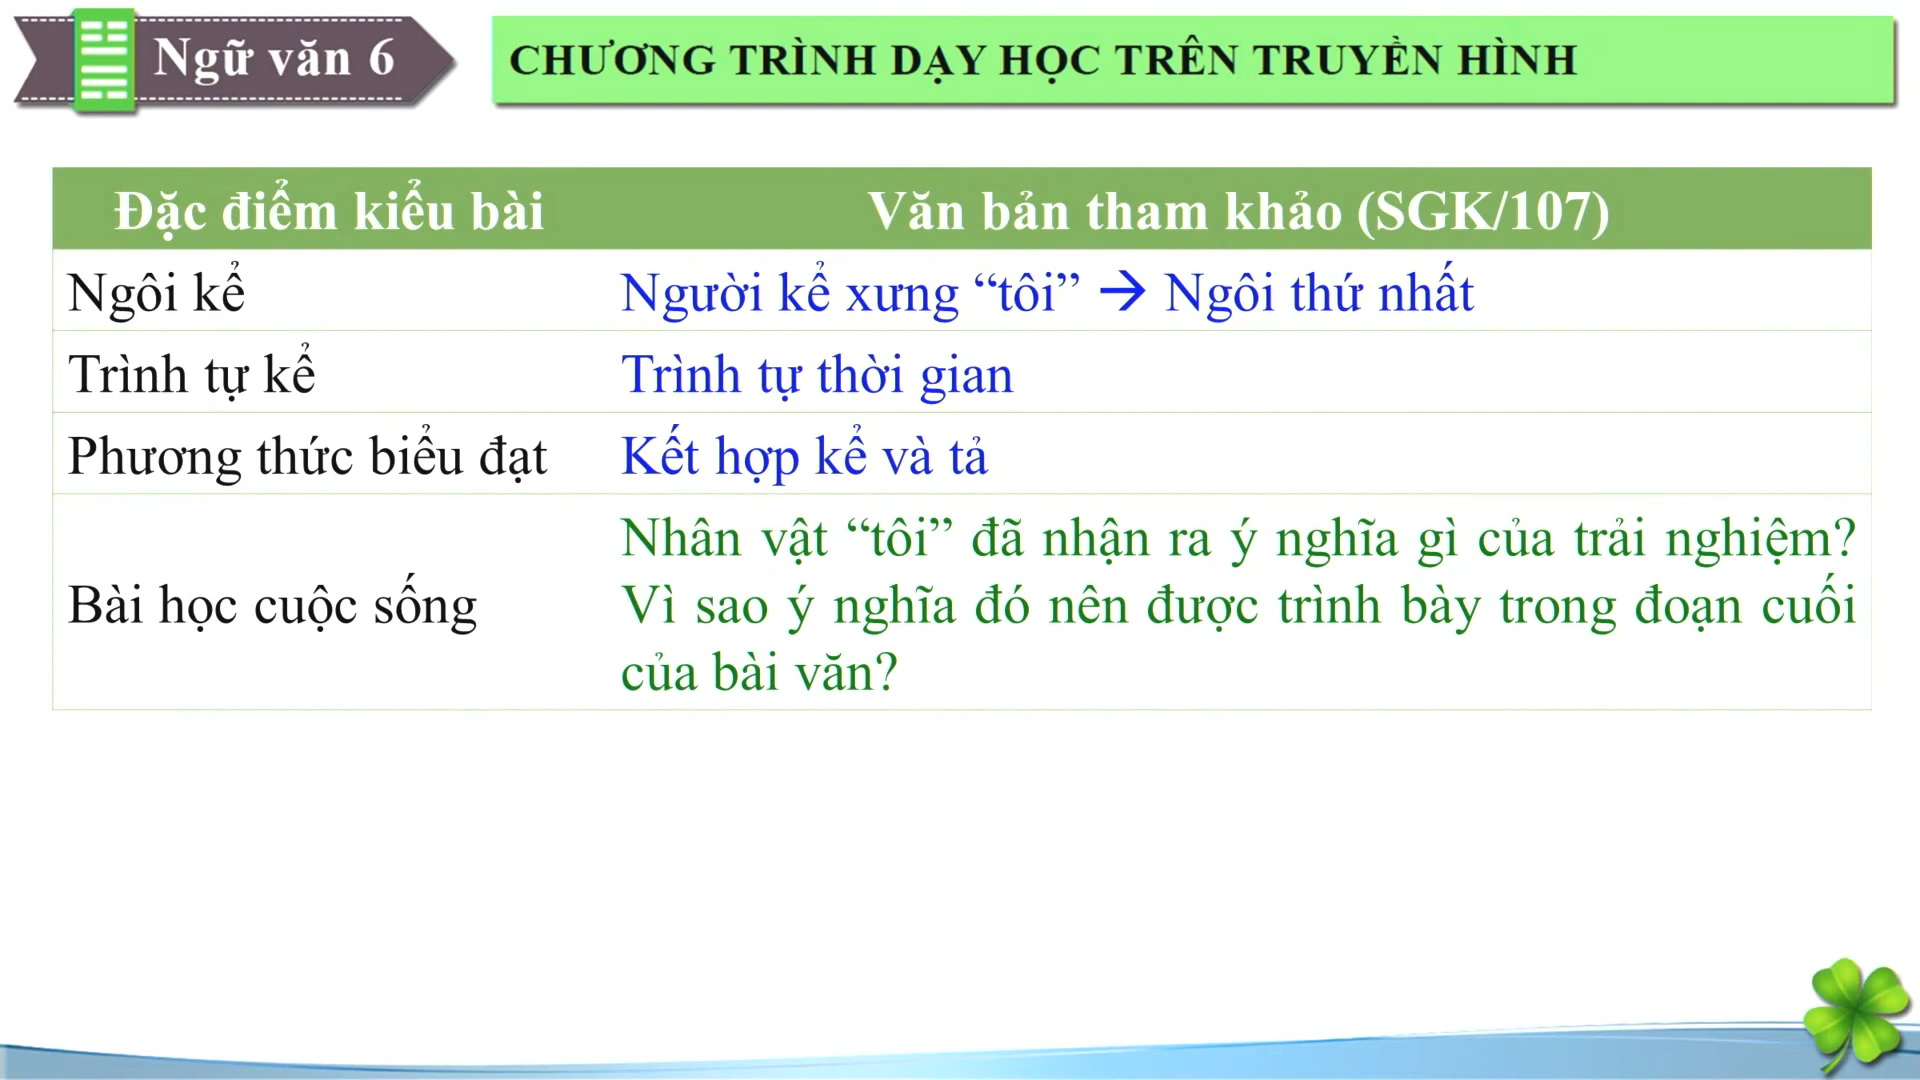 Ngữ văn 6
CHƯƠNG TRÌNH DẠY HỌC TRÊN TRUYỀN HÌNH
Đặc điểm kiểu bài
Văn bản tham khảo (SGK/107)
Ngôi kể
Người kể xưng “tôi” → Ngôi thứ nhất
Trình tự kể
Trình tự thời gian
Phương thức biểu đạt
Kết hợp kể và tả
Bài học cuộc sống
Nhân vật “tôi” đã nhận ra ý nghĩa gì của trải nghiệm?
Vì sao ý nghĩa đó nên được trình bày trong đoạn cuối
của bài văn?